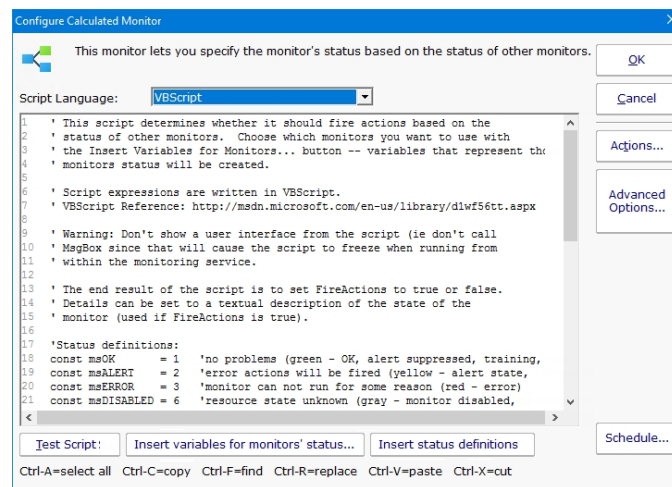 Configure Calculated Monitor
This monitor lets you specify the monitor's status based on the status of other monitors.
OK
Script Language: VBScript
Cancel
1 ' This script determines whether it should fire actions based on the
2 ' status of other monitors.  Choose which monitors you want to use with
3 ' the Insert Variables for Monitors... button -- variables that represent
4 ' monitors status will be created.
5
6 ' Script expressions are written in VBScript.
7 ' VBScript Reference: http://msdn.microsoft.com/en-us/library/d1wf56tt.aspx
8
9 ' Warning: Don't show a user interface from the script (ie don't call
10 ' MsgBox since that will cause the script to freeze when running from
11 ' within the monitoring service.
12
13 ' The end result of the script is to set FireActions to true or false.
14 ' Details can be set to a textual description of the state of the
15 ' monitor (used if FireActions is true).
16
17 'Status definitions:
18 const msOK       = 1   'no problems (green - OK, alert suppressed, training,
19 const msALERT    = 2   'error actions will be fired (yellow - alert state,
20 const msERROR    = 3   'monitor can not run for some reason (red - error)
21 const msDISABLED = 6   'resource state unknown (gray - monitor disabled,
Actions...
Advanced
Options...
Test Script! Insert variables for monitors' status... Insert status definitions
Schedule...
Ctrl-A=select all Ctrl-C=copy Ctrl-F=find Ctrl-R=replace Ctrl-V=paste Ctrl-X=cut